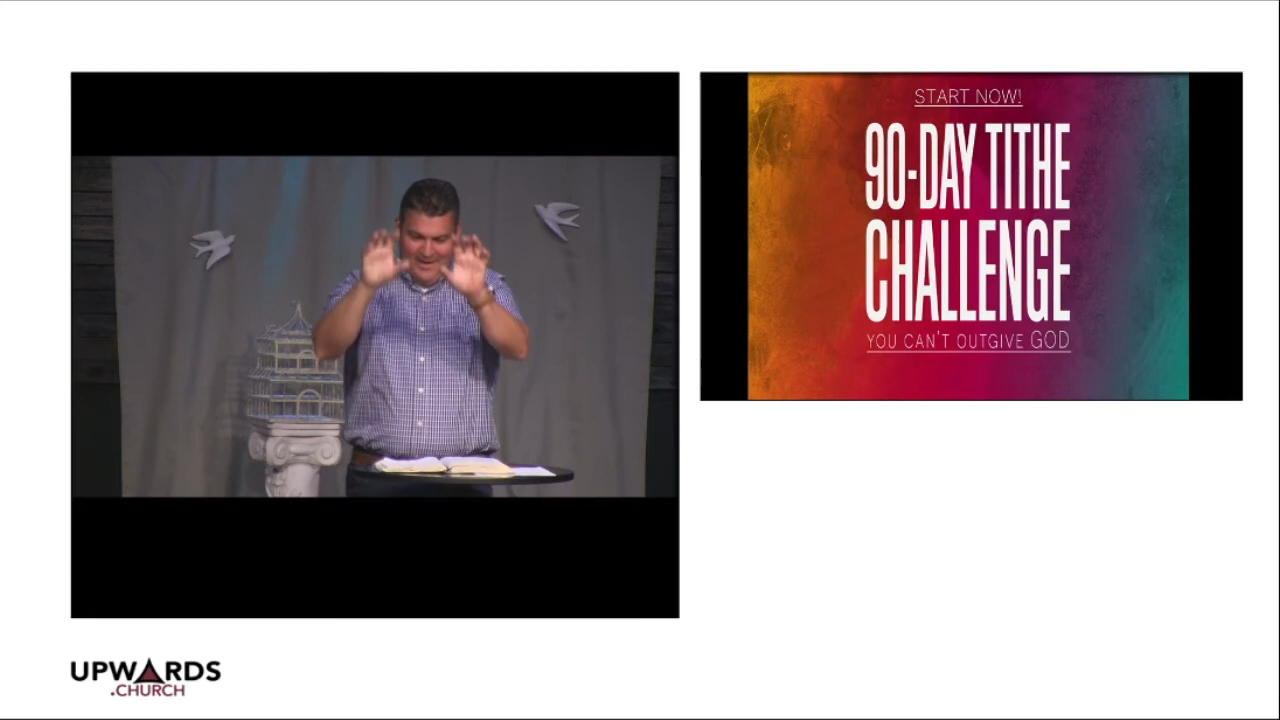 START NOW!
90-DAY TITHE
CHALLENGE
YOU CAN'T OUTGIVE GOD
UPWARDS
.CHURCH